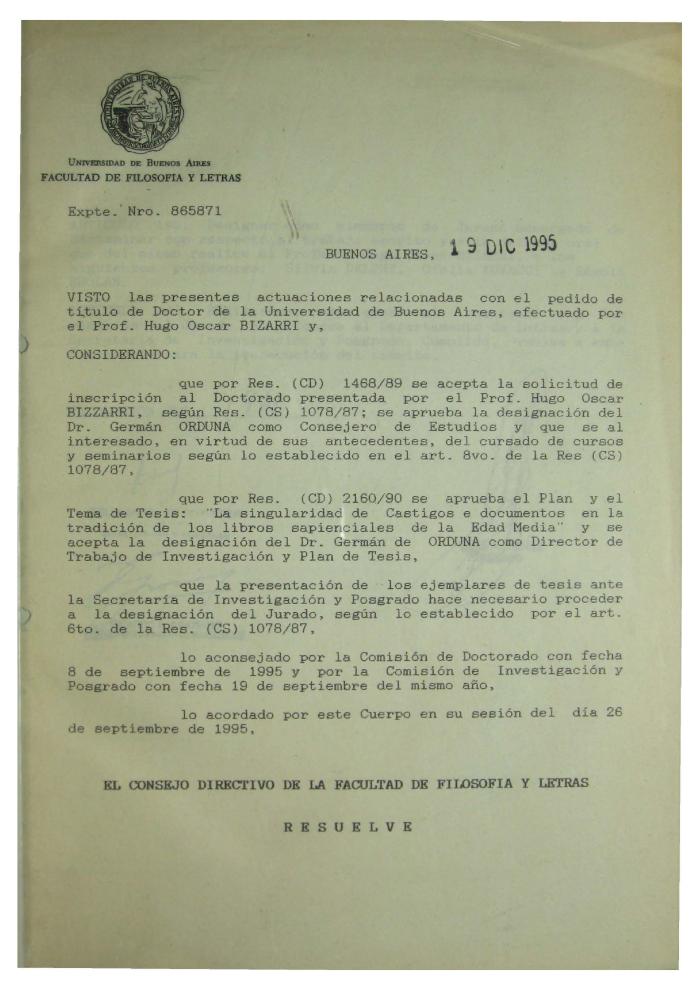 UNIVERSIDAD DE BUENOS AIRES
FACULTAD DE FILOSOFIA Y LETRAS
Expte. Nro. 865871
BUENOS AIRES, 19 DIC 1995
VISTO las presentes actuaciones relacionadas con el pedido de
título de Doctor de la Universidad de Buenos Aires, efectuado por
el Prof. Hugo Oscar BIZARRI y,
CONSIDERANDO:
que por Res. (CD) 1468/89 se acepta la solicitud de
inscripción al Doctorado presentada por el Prof. Hugo Oscar
BIZZARRI, según Res. (CS) 1078/87; se aprueba la designación del
Dr. Germán ORDUNA como Consejero de Estudios y que se al
interesado, en virtud de sus antecedentes, del cursado de cursos
y seminarios según lo establecido en el art. 8vo. de la Res (CS)
1078/87,
que por Res. (CD) 2160/90 se aprueba el Plan y el
Tema de Tesis: "La singularidad de Castigos e documentos en la
tradición de los libros sapienciales de la Edad Media" y se
acepta la designación del Dr. Germán de ORDUNA como Director de
Trabajo de Investigación y Plan de Tesis,
que la presentación de los ejemplares de tesis ante
la Secretaría de Investigación y Posgrado hace necesario proceder
a la designación del Jurado, según lo establecido por el art.
6to. de la Res. (CS) 1078/87,
lo aconsejado por la Comisión de Doctorado con fecha
8 de septiembre de 1995 y por la Comisión de Investigación y
Posgrado con fecha 19 de septiembre del mismo año,
lo acordado por este Cuerpo en su sesión del día 26
de septiembre de 1995,
EL CONSEJO DIRECTIVO DE LA FACULTAD DE FILOSOFIA Y LETRAS
R E S U E L V E